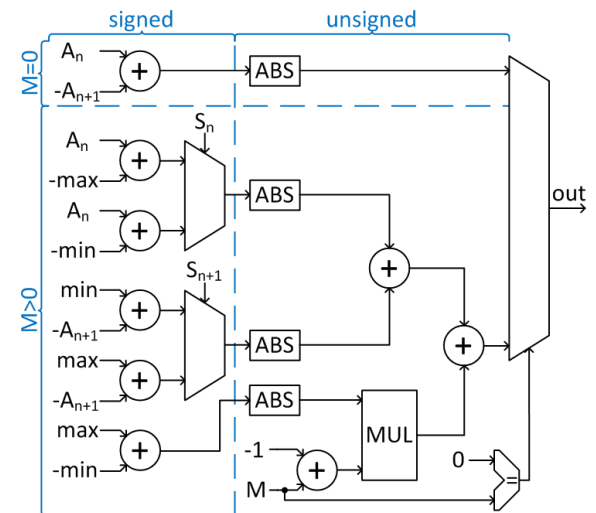 signed
unsigned
M=0
Aₙ
-Aₙ₊₁
+
ABS
M>0
Aₙ
-max
+
Sₙ
Aₙ
-min
+
ABS
out
+
min
-Aₙ₊₁
+
Sₙ₊₁
max
-Aₙ₊₁
+
ABS
+
max
-min
+
ABS
MUL
-1
M
+
0
=